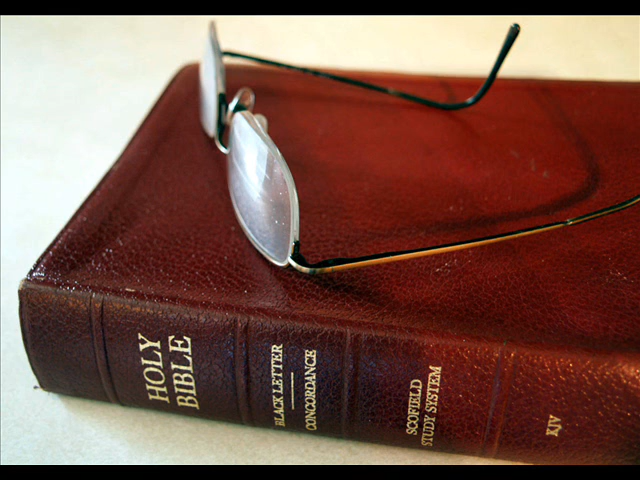 HOLY
BIBLE
BLACK LETTER
CONCORDANCE
SCOFIELD
STUDY SYSTEM
KJV